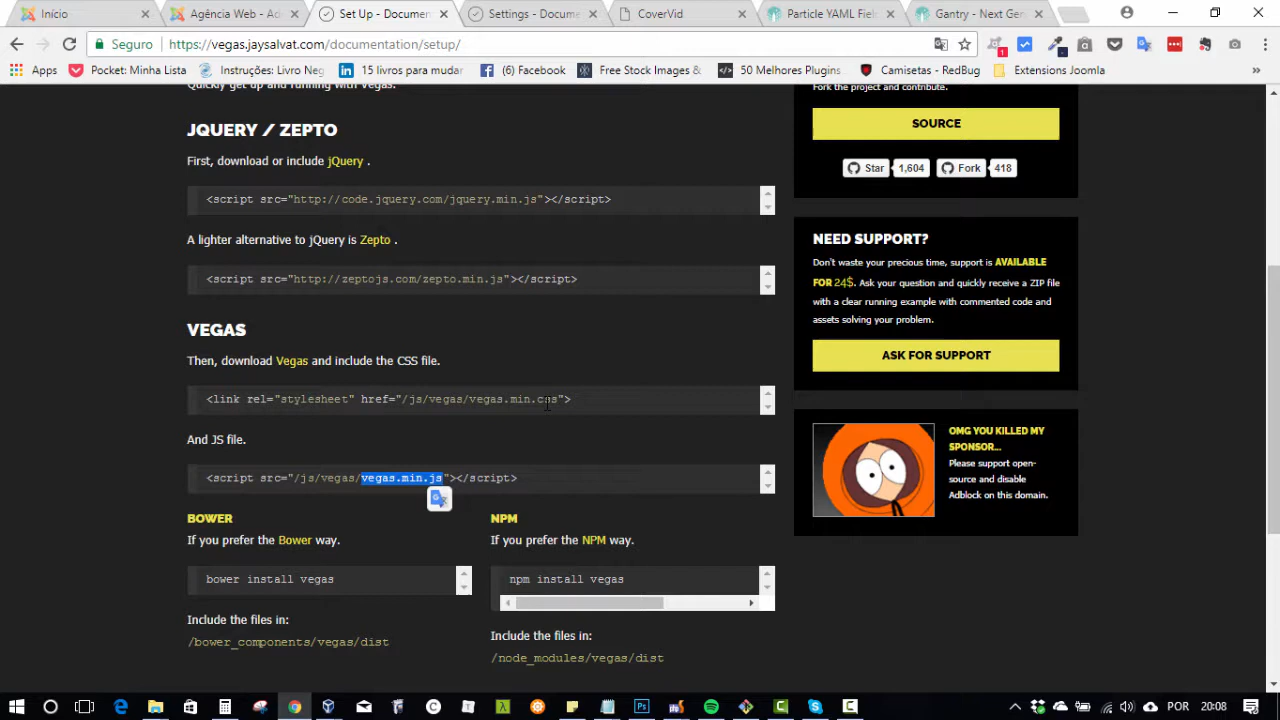 Início
Agência Web - Ad
Set Up - Documen
Settings - Docume
CoverVid
Particle YAML Fiel
Gantry - Next Gen
Seguro
https://vegas.jaysalvat.com/documentation/setup/
Apps
Pocket: Minha Lista
Instruções: Livro Neg
15 livros para mudar
(6) Facebook
Free Stock Images &
50 Melhores Plugins
Camisetas - RedBug
Extensions Joomla
Quickly get up and running with Vegas.
JQUERY / ZEPTO
First, download or include jQuery .
<script src="http://code.jquery.com/jquery.min.js"></script>
A lighter alternative to jQuery is Zepto .
<script src="http://zeptojs.com/zepto.min.js"></script>
VEGAS
Then, download Vegas and include the CSS file.
<link rel="stylesheet" href="/js/vegas/vegas.min.css">
And JS file.
<script src="/js/vegas/vegas.min.js"></script>
BOWER
If you prefer the Bower way.
bower install vegas
Include the files in:
/bower_components/vegas/dist
NPM
If you prefer the NPM way.
npm install vegas
Include the files in:
/node_modules/vegas/dist
Fork the project and contribute.
SOURCE
Star 1,604 Fork 418
NEED SUPPORT?
Don't waste your precious time, support is AVAILABLE
FOR 24$. Ask your question and quickly receive a ZIP file
with a clear running example with commented code and
assets solving your problem.
ASK FOR SUPPORT
OMG YOU KILLED MY
SPONSOR...
Please support open-
source and disable
Adblock on this domain.
POR
20:08